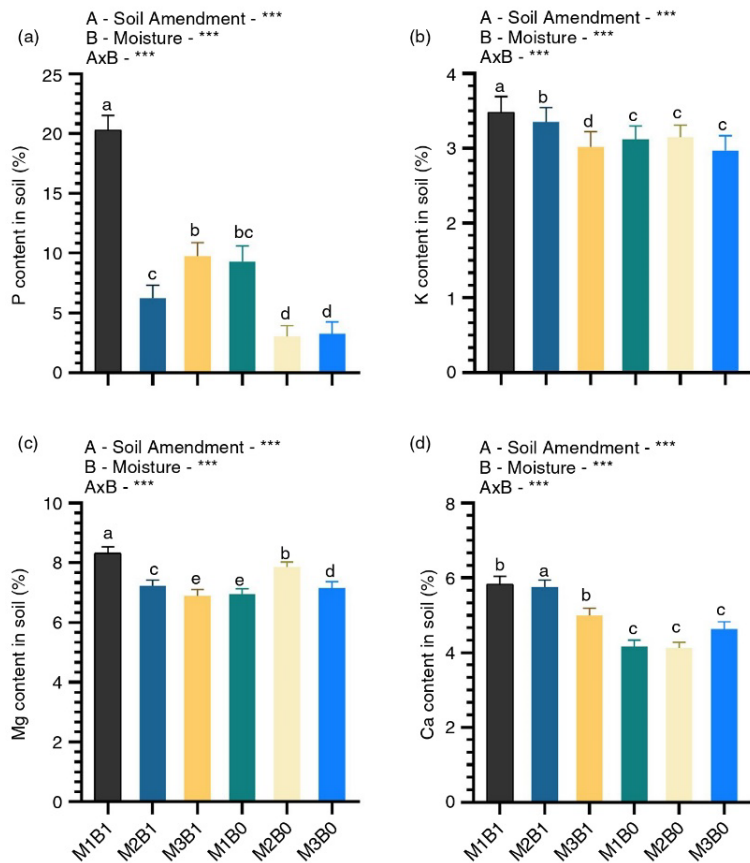 (a)
A - Soil Amendment - ***
B - Moisture - ***
AxB - ***
P content in soil (%)
25
20
15
10
5
0
a
c
b
bc
d
d
(b)
A - Soil Amendment - ***
B - Moisture - ***
AxB - ***
K content in soil (%)
4
3
2
1
0
a
b
d
c
c
c
(c)
A - Soil Amendment - ***
B - Moisture - ***
AxB - ***
Mg content in soil (%)
10
8
6
4
2
0
a
c
e
e
b
d
M1B1
M2B1
M3B1
M1B0
M2B0
M3B0
(d)
A - Soil Amendment - ***
B - Moisture - ***
AxB - ***
Ca content in soil (%)
8
6
4
2
0
b
a
b
c
c
c
M1B1
M2B1
M3B1
M1B0
M2B0
M3B0